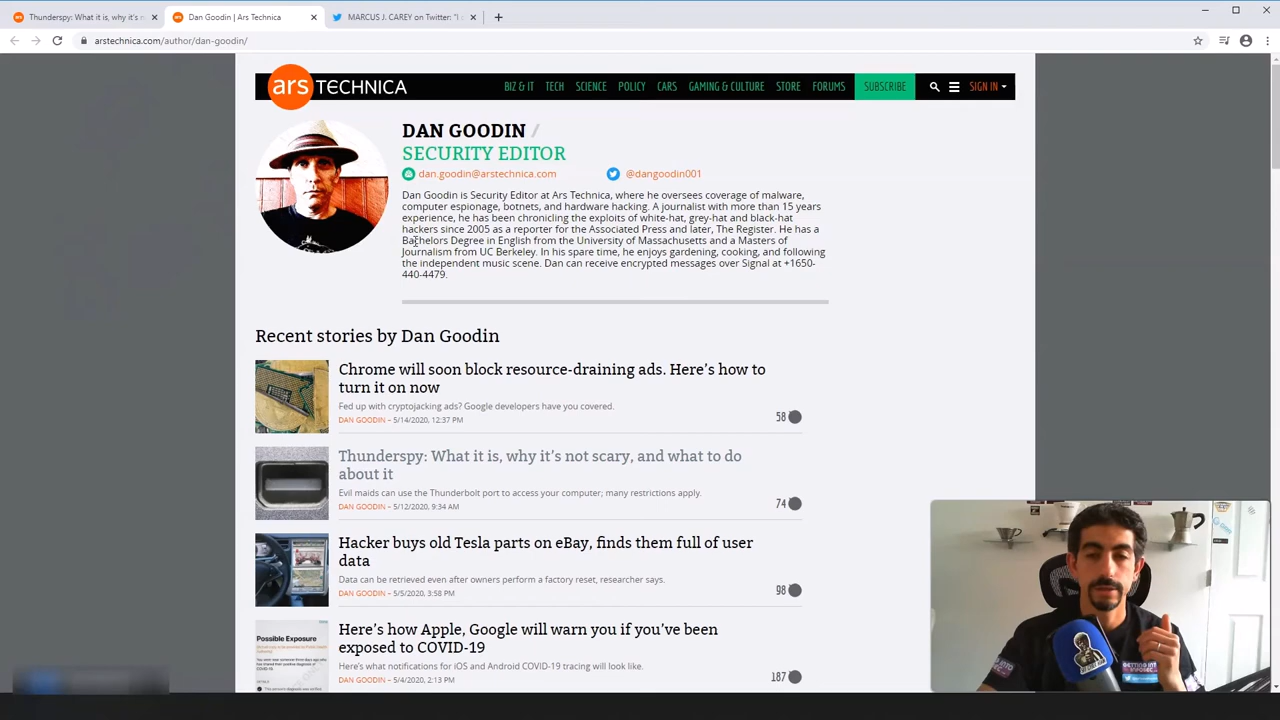 Thunderspy: What it is, why it's n
Dan Goodin | Ars Technica
MARCUS J. CAREY on Twitter: "I
arstechnica.com/author/dan-goodin/
ars TECHNICA
BIZ & IT TECH SCIENCE POLICY CARS GAMING & CULTURE STORE FORUMS SUBSCRIBE SIGN IN
DAN GOODIN /
SECURITY EDITOR
dan.goodin@arstechnica.com @dangoodin001
Dan Goodin is Security Editor at Ars Technica, where he oversees coverage of malware,
computer espionage, botnets, and hardware hacking. A journalist with more than 15 years
experience, he has been chronicling the exploits of white-hat, grey-hat and black-hat
hackers since 2005 as a reporter for the Associated Press and later, The Register. He has a
Bachelors Degree in English from the University of Massachusetts and a Masters of
Journalism from UC Berkeley. In his spare time, he enjoys gardening, cooking, and following
the independent music scene. Dan can receive encrypted messages over Signal at +1650-
440-4479.
Recent stories by Dan Goodin
Chrome will soon block resource-draining ads. Here's how to
turn it on now
Fed up with cryptojacking ads? Google developers have you covered.
DAN GOODIN – 5/14/2020, 12:37 PM
58
Thunderspy: What it is, why it's not scary, and what to do
about it
Evil maids can use the Thunderbolt port to access your computer; many restrictions apply.
DAN GOODIN – 5/12/2020, 9:34 AM
74
Hacker buys old Tesla parts on eBay, finds them full of user
data
Data can be retrieved even after owners perform a factory reset, researcher says.
DAN GOODIN – 5/5/2020, 3:58 PM
98
Possible Exposure
Here's how Apple, Google will warn you if you've been
exposed to COVID-19
Here's what notifications for iOS and Android COVID-19 tracing will look like.
DAN GOODIN – 5/4/2020, 2:13 PM
187
GETTING INTO
INFOSEC